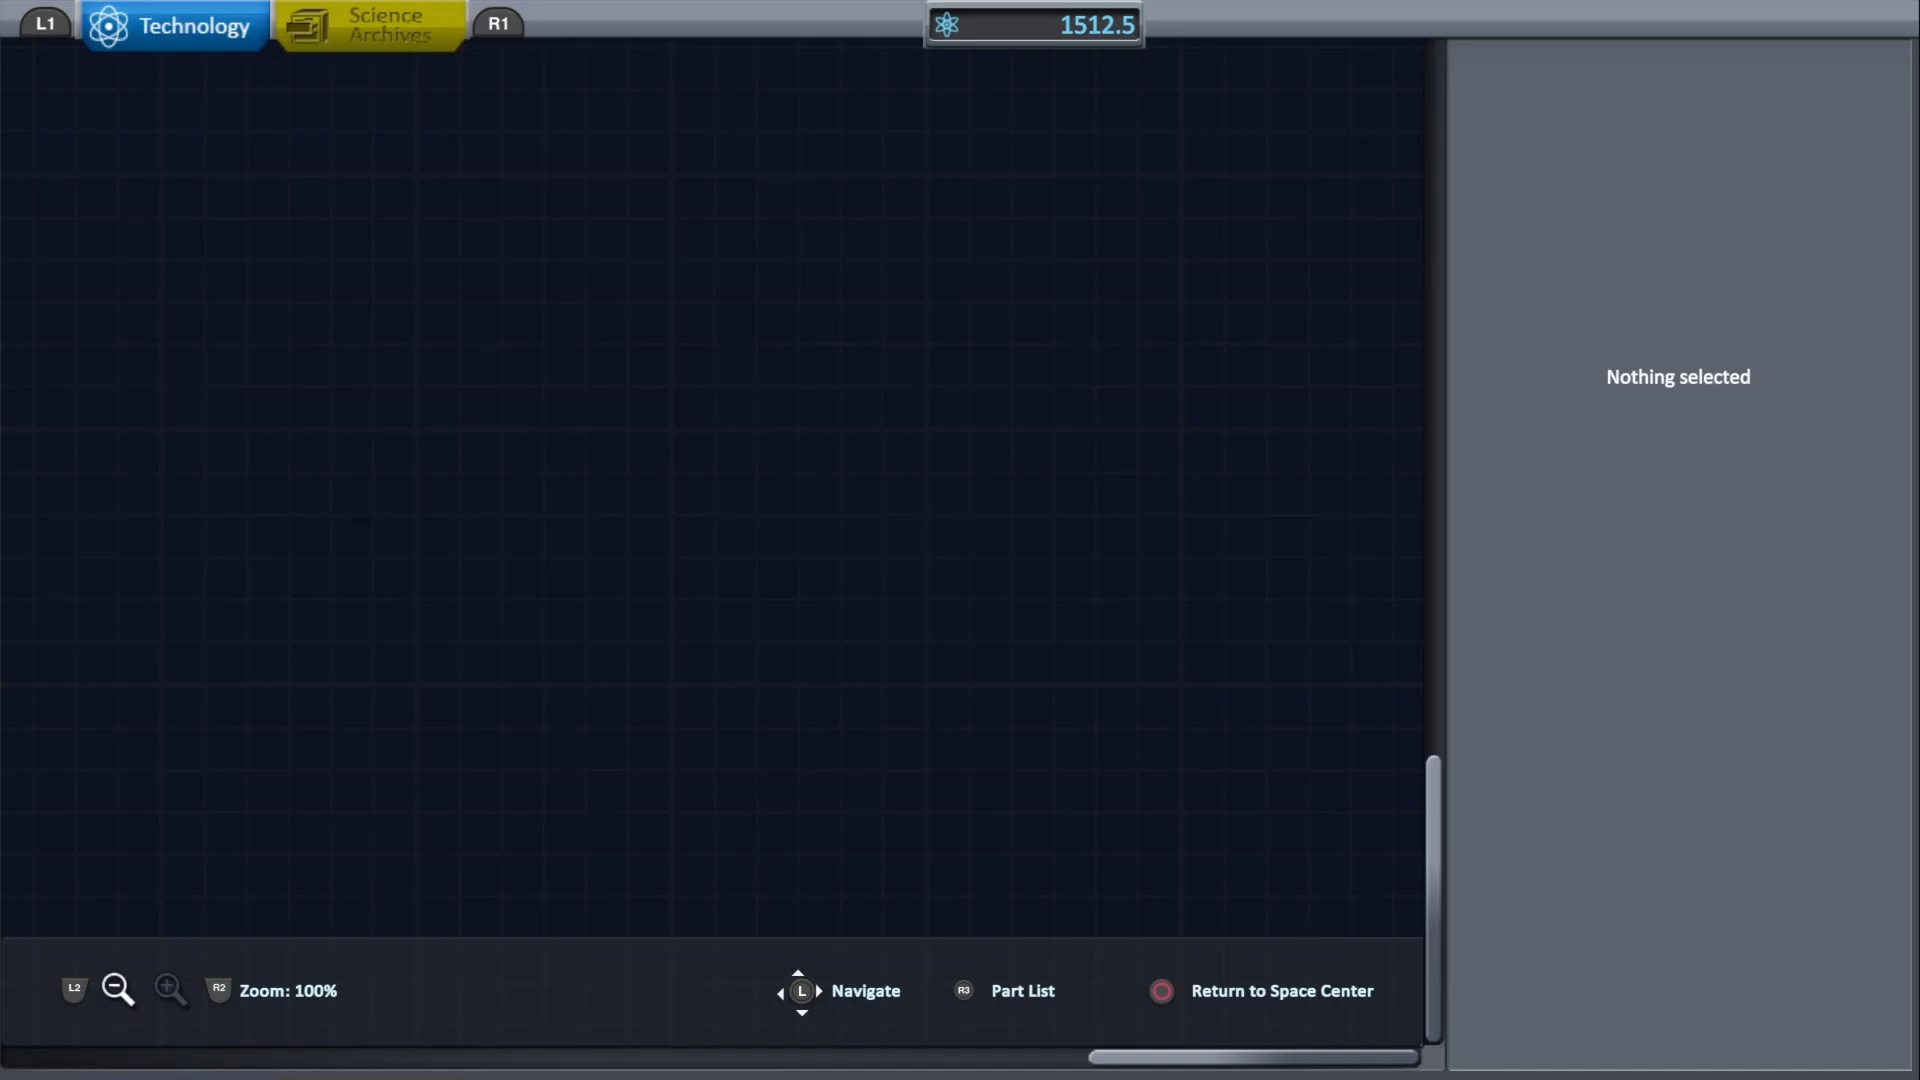 L1
Technology
Science
Archives
R1
1512.5
Nothing selected
L2
R2
Zoom: 100%
L
Navigate
R3
Part List
Return to Space Center